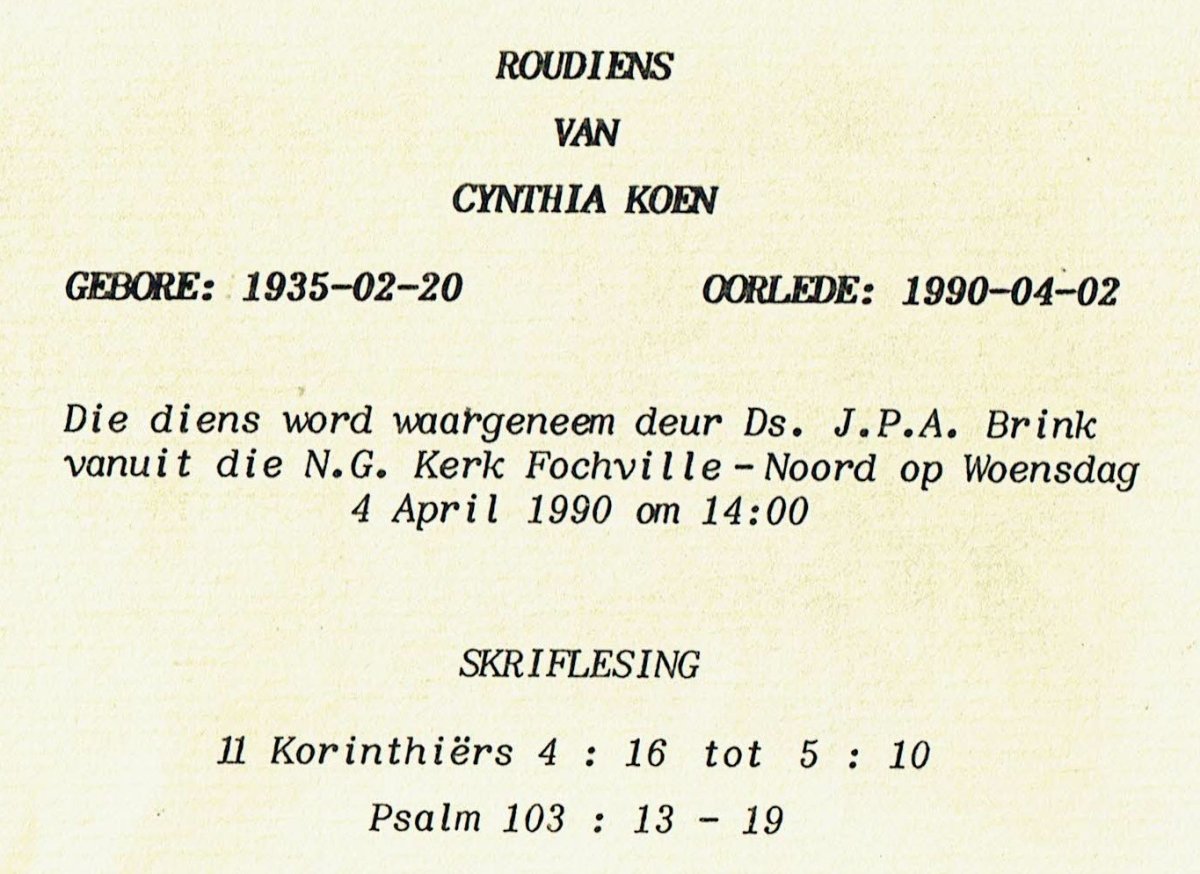 ROUDIENS
VAN
CYNTHIA KOEN
GEBORE: 1935-02-20 OORLEDE: 1990-04-02
Die diens word waargeneem deur Ds. J.P.A. Brink
vanuit die N.G. Kerk Fochville-Noord op Woensdag
4 April 1990 om 14:00
SKRIFLESING
11 Korinthiërs 4 : 16 tot 5 : 10
Psalm 103 : 13 - 19